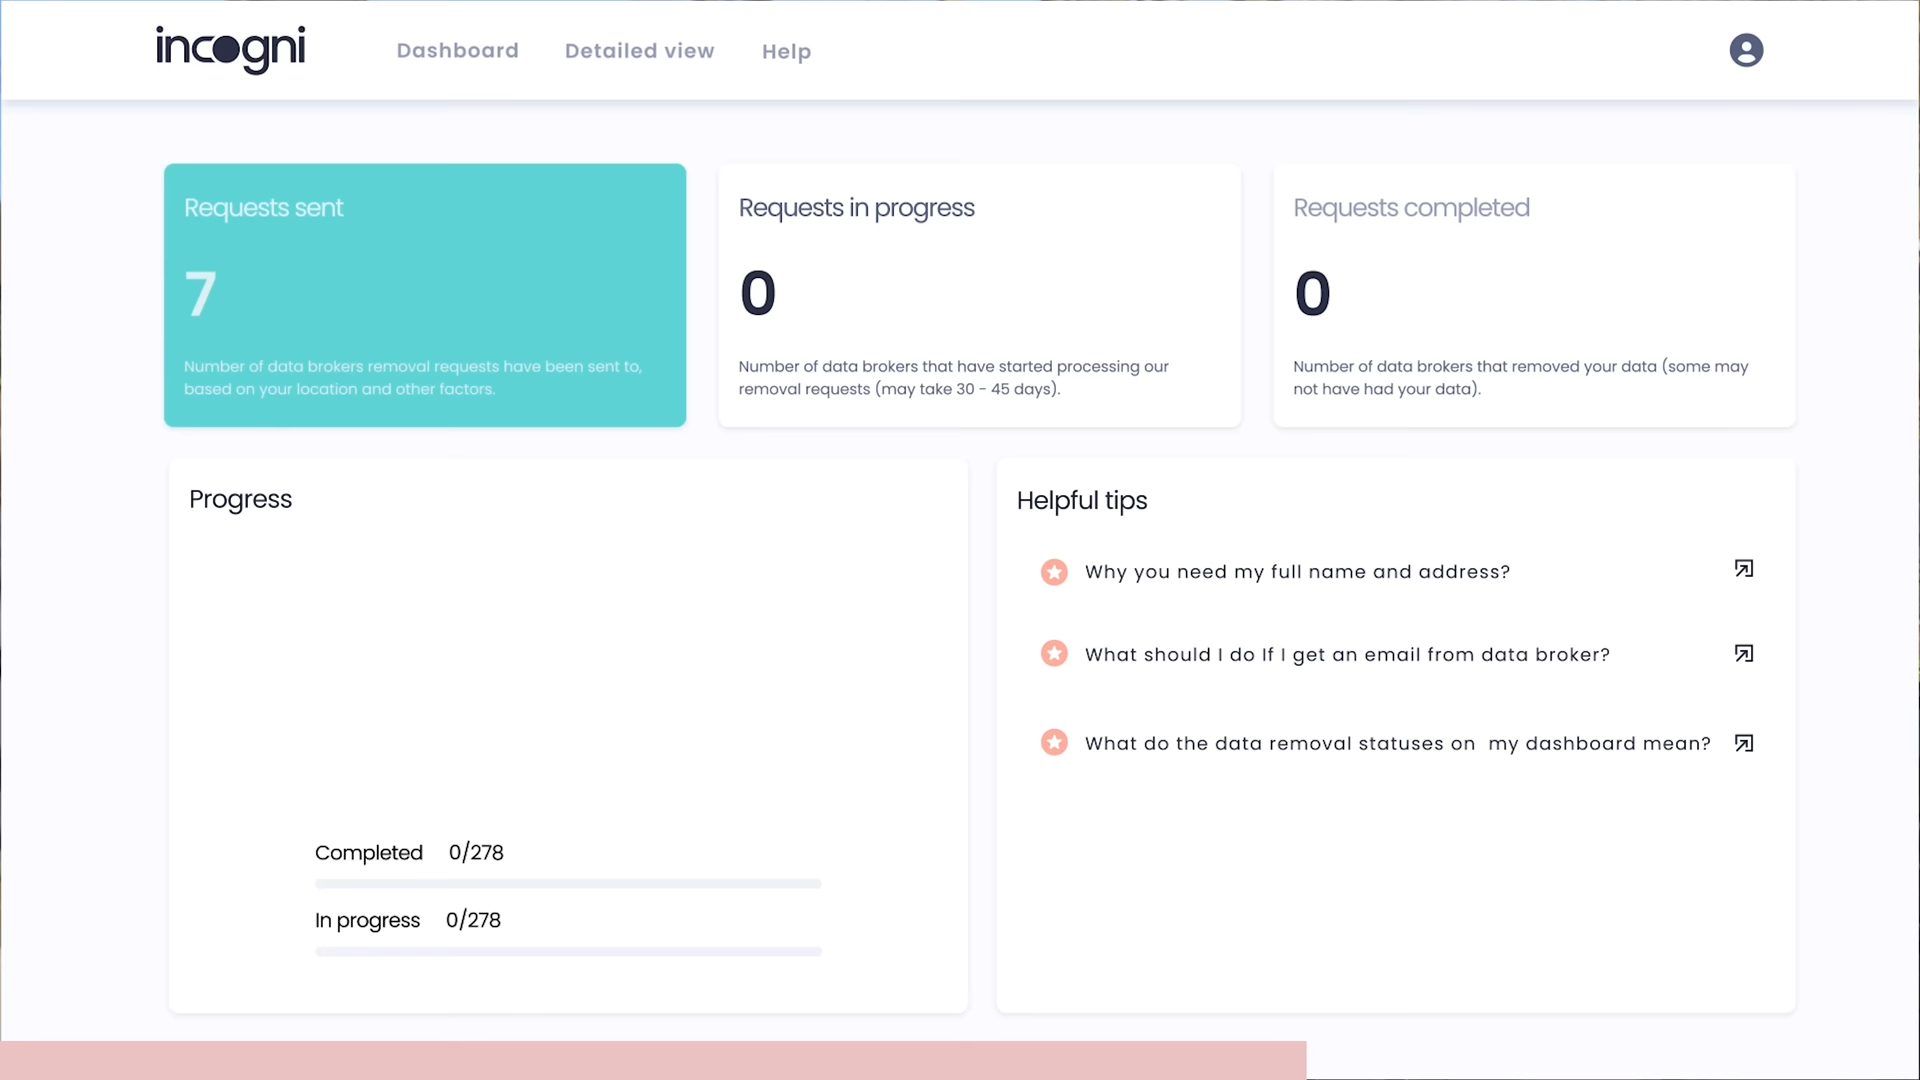 incogni
Dashboard
Detailed view
Help
Requests sent
7
Number of data brokers removal requests have been sent to,
based on your location and other factors.
Requests in progress
0
Number of data brokers that have started processing our
removal requests (may take 30 - 45 days).
Requests completed
0
Number of data brokers that removed your data (some may
not have had your data).
Progress
Completed 0/278
In progress 0/278
Helpful tips
Why you need my full name and address?
What should I do If I get an email from data broker?
What do the data removal statuses on my dashboard mean?